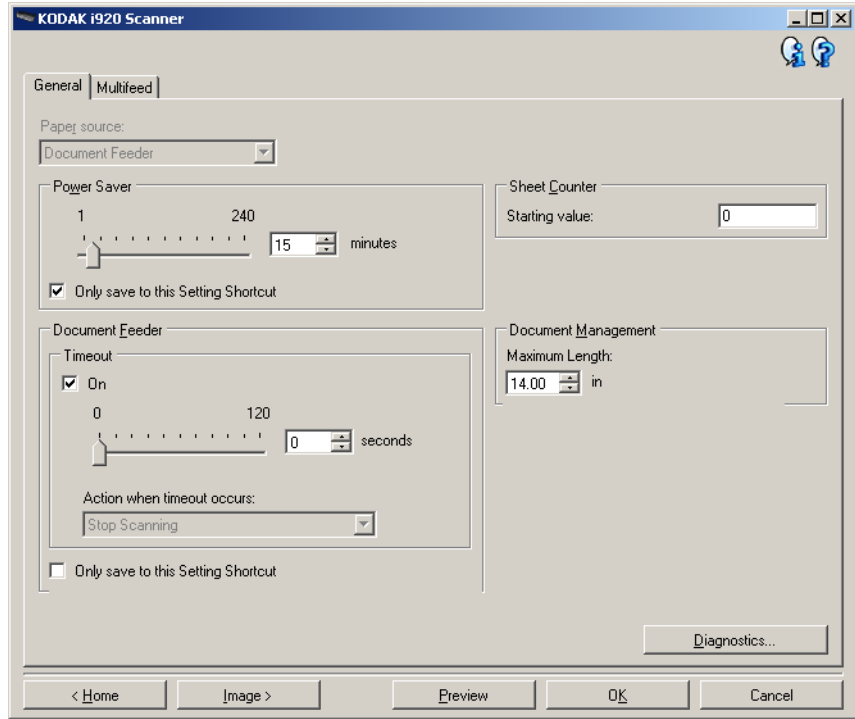 KODAK i920 Scanner
General
Multifeed
Paper source:
Document Feeder
Power Saver
1 240
15 minutes
Only save to this Setting Shortcut
Sheet Counter
Starting value: 0
Document Feeder
Timeout
On
0 120
0 seconds
Action when timeout occurs:
Stop Scanning
Only save to this Setting Shortcut
Document Management
Maximum Length:
14.00 in
Diagnostics...
< Home
Image >
Preview
OK
Cancel